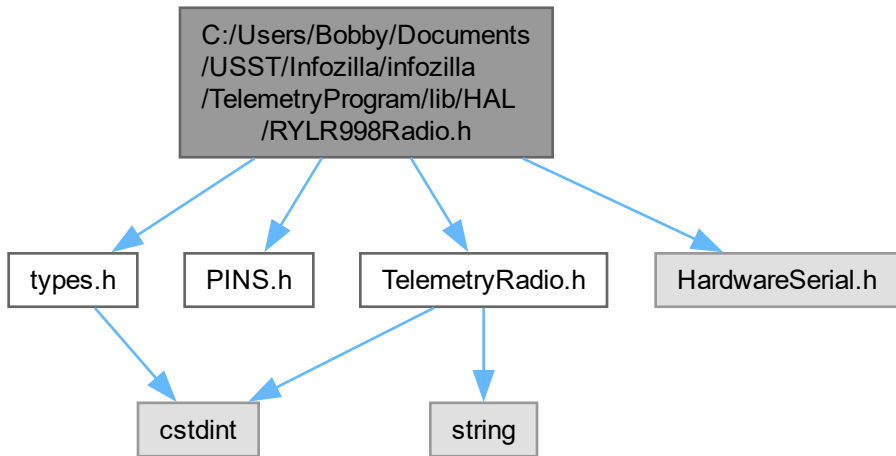 C:/Users/Bobby/Documents
/USST/Infozilla/infozilla
/TelemetryProgram/lib/HAL
/RYLR998Radio.h
types.h
PINS.h
TelemetryRadio.h
HardwareSerial.h
cstdint
string